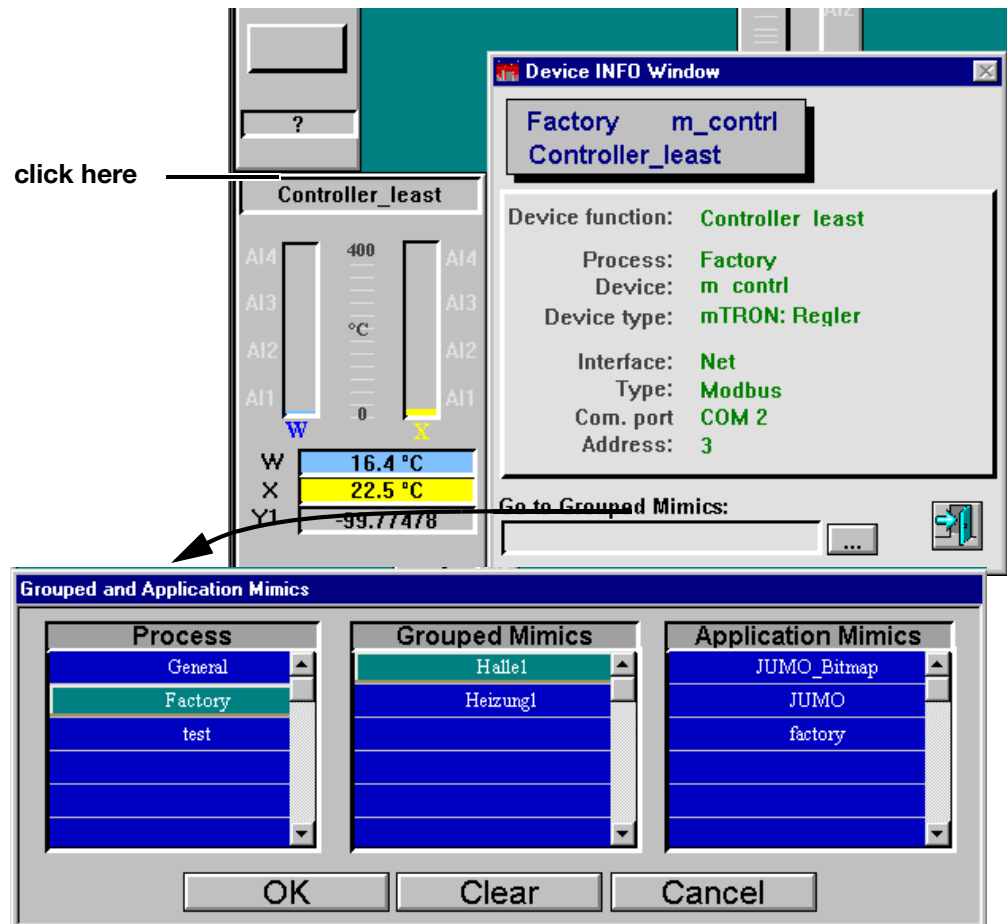 AI2
?
click here
Controller_least
AI4
AI3
AI2
AI1
400
°C
0
AI4
AI3
AI2
AI1
W
X
W 16.4 °C
X 22.5 °C
Y1 -99.77478
Device INFO Window
Factory m_contrl
Controller_least
Device function: Controller least
Process: Factory
Device: m contrl
Device type: mTRON: Regler
Interface: Net
Type: Modbus
Com. port COM 2
Address: 3
Go to Grouped Mimics:
...
Grouped and Application Mimics
Process
General
Factory
test
Grouped Mimics
Halle1
Heizung1
Application Mimics
JUMO_Bitmap
JUMO
factory
OK Clear Cancel